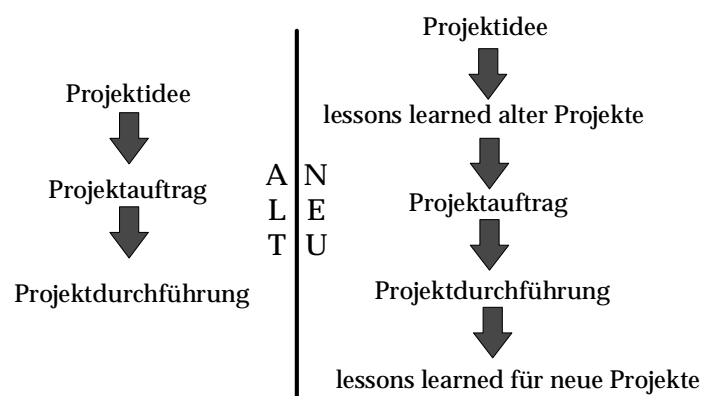 Projektidee
Projektauftrag
Projektdurchführung
A
L
T
N
E
U
Projektidee
lessons learned alter Projekte
Projektauftrag
Projektdurchführung
lessons learned für neue Projekte